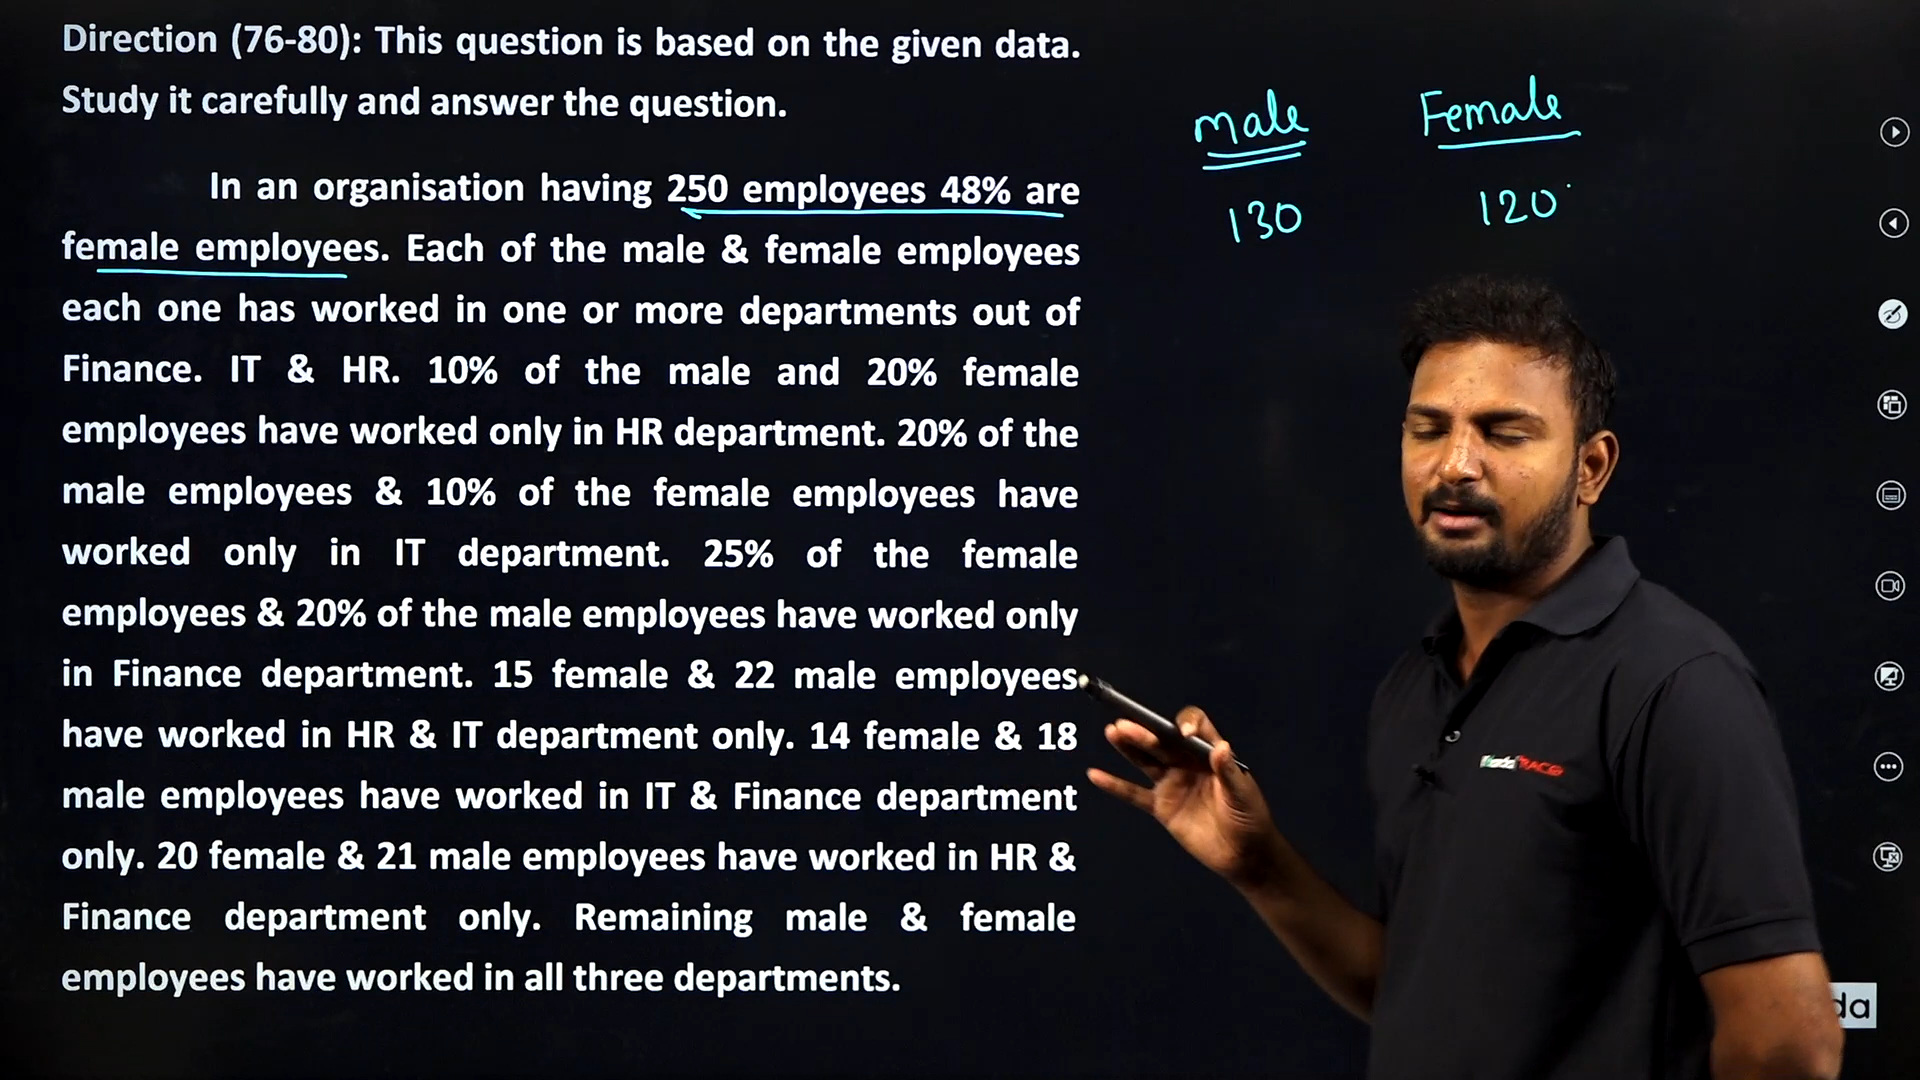 Direction (76-80): This question is based on the given data.
Study it carefully and answer the question.
In an organisation having 250 employees 48% are
female employees. Each of the male & female employees
each one has worked in one or more departments out of
Finance. IT & HR. 10% of the male and 20% female
employees have worked only in HR department. 20% of the
male employees & 10% of the female employees have
worked only in IT department. 25% of the female
employees & 20% of the male employees have worked only
in Finance department. 15 female & 22 male employees
have worked in HR & IT department only. 14 female & 18
male employees have worked in IT & Finance department
only. 20 female & 21 male employees have worked in HR &
Finance department only. Remaining male & female
employees have worked in all three departments.
male Female
130 120
da